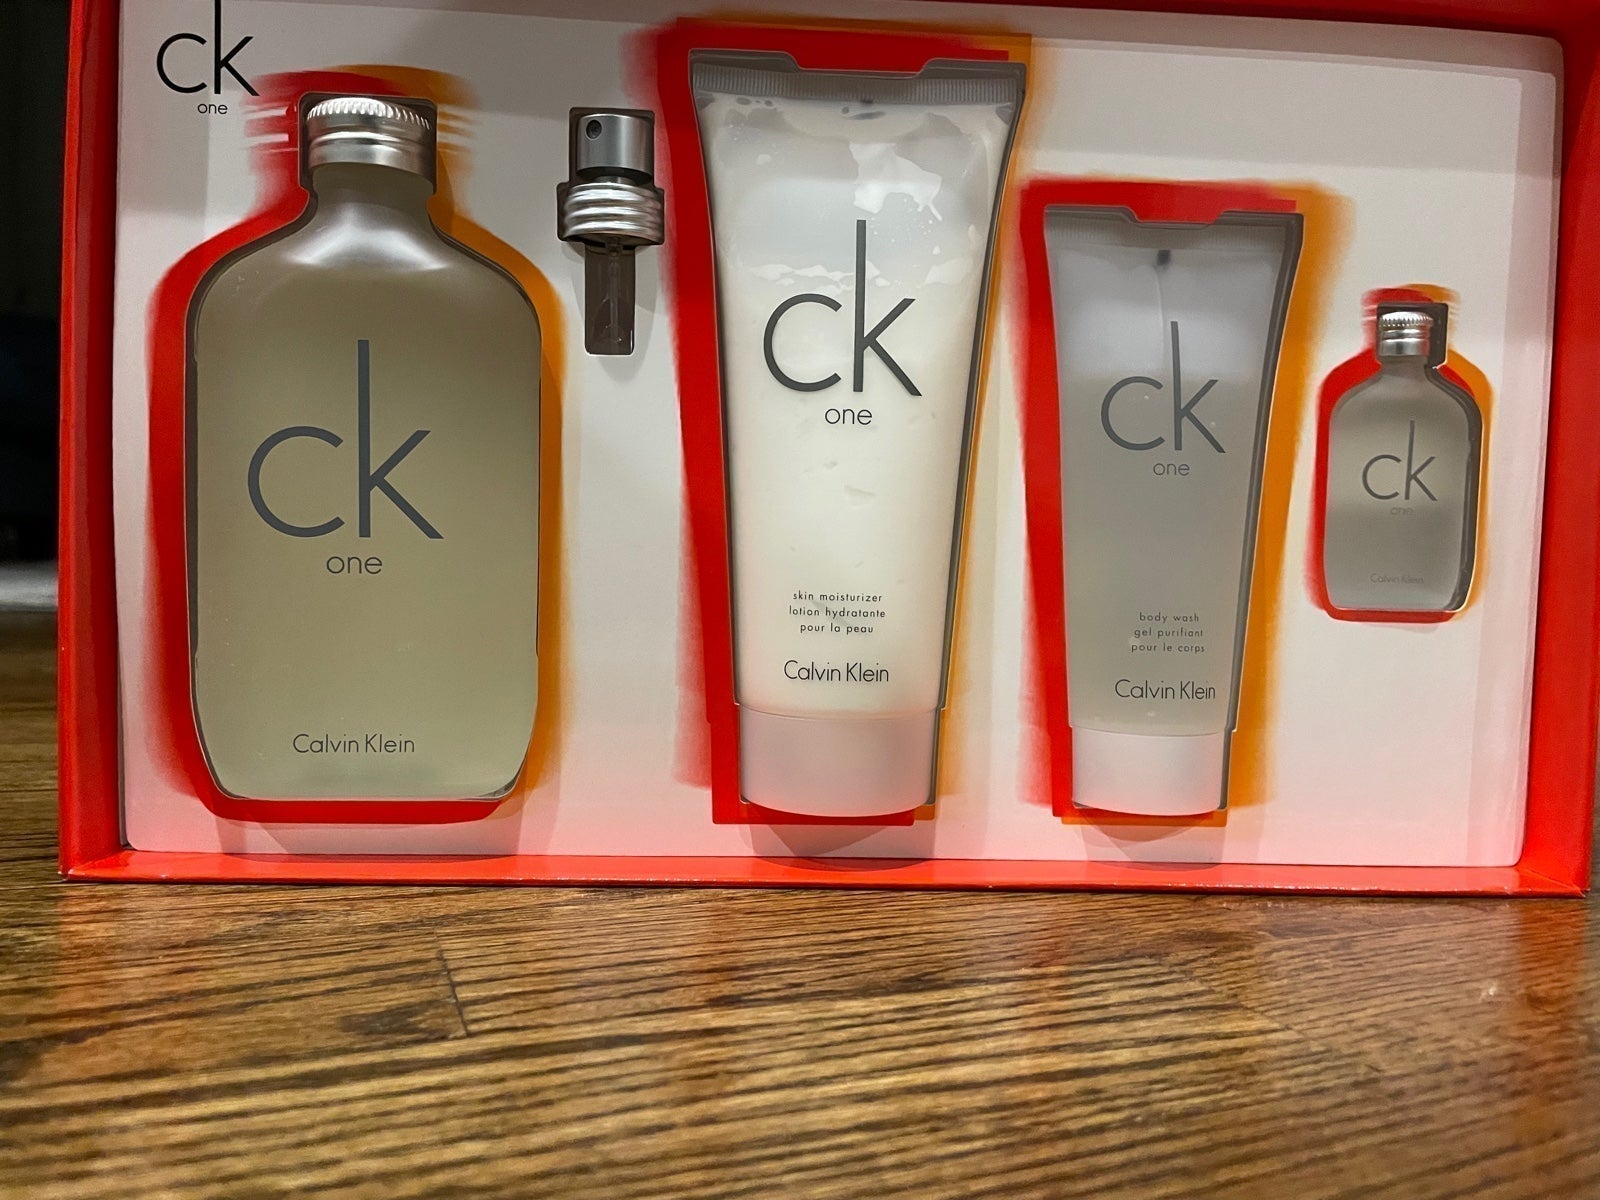 ck
one
ck
one
Calvin Klein
ck
one
skin moisturizer
lotion hydratante
pour la peau
Calvin Klein
ck
one
body wash
gel purifiant
pour le corps
Calvin Klein
ck
one
Calvin Klein